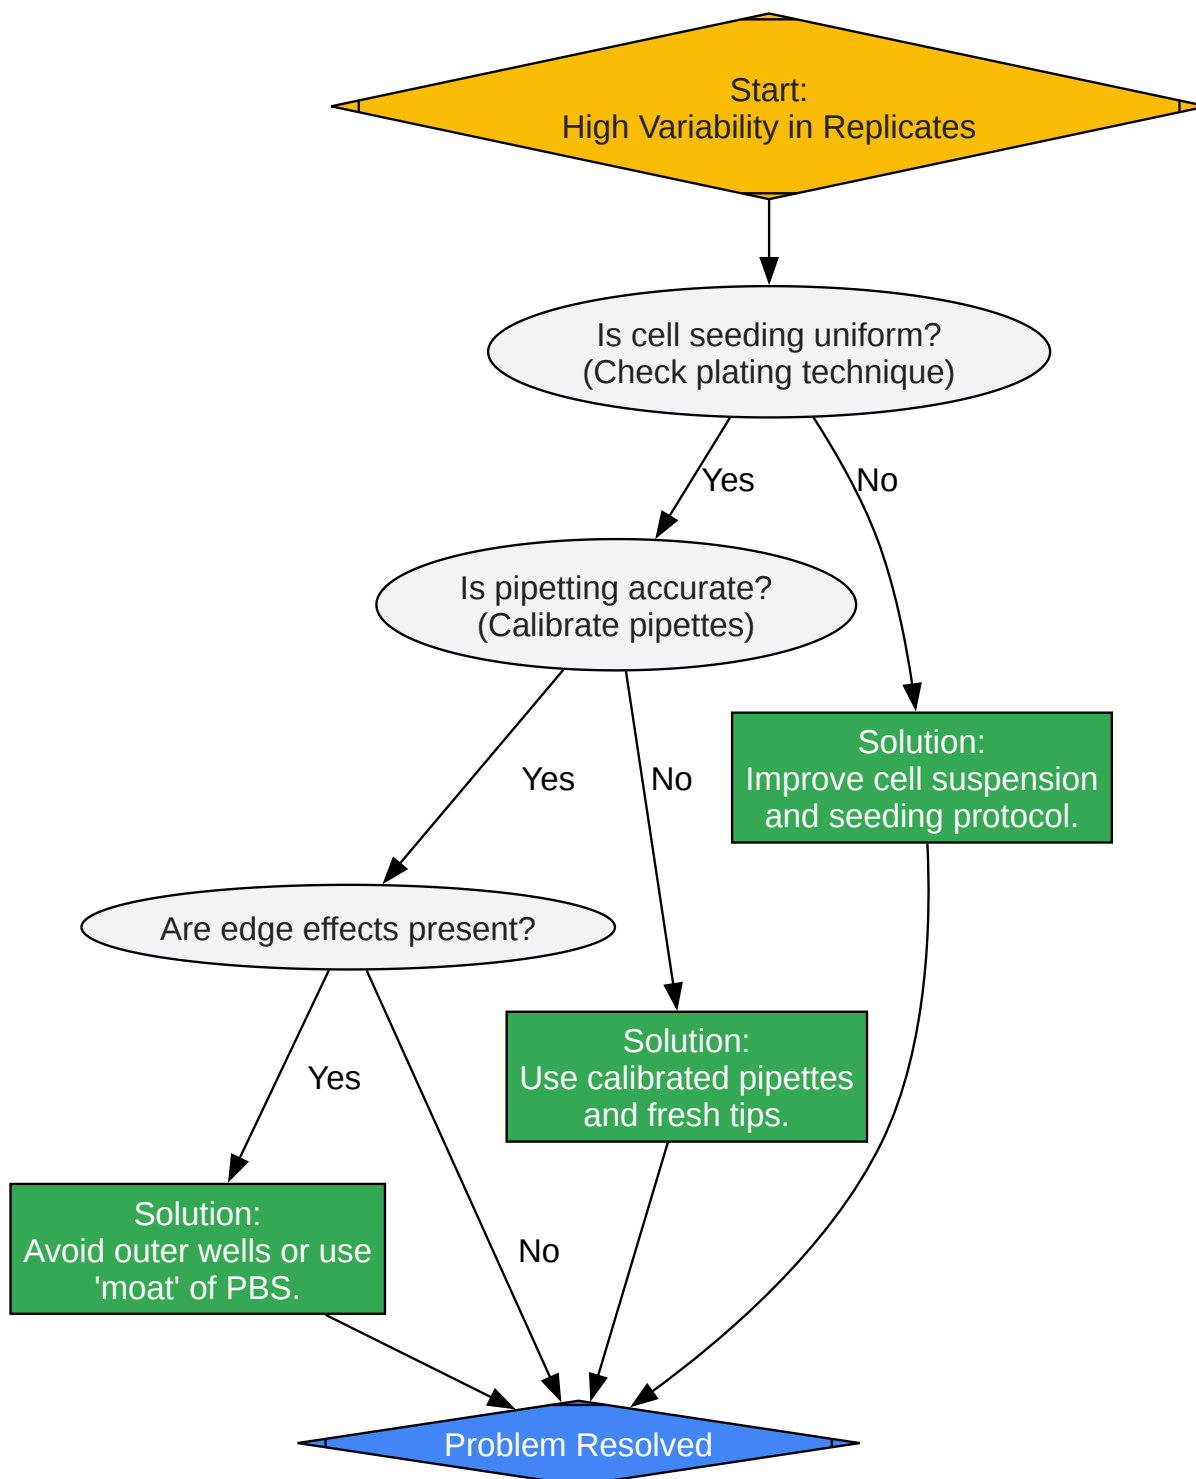 Start:
High Variability in Replicates
Is cell seeding uniform?
(Check plating technique)
Yes
No
Is pipetting accurate?
(Calibrate pipettes)
Solution:
Improve cell suspension
and seeding protocol.
Yes
No
Are edge effects present?
Solution:
Use calibrated pipettes
and fresh tips.
Yes
No
Solution:
Avoid outer wells or use
'moat' of PBS.
Problem Resolved